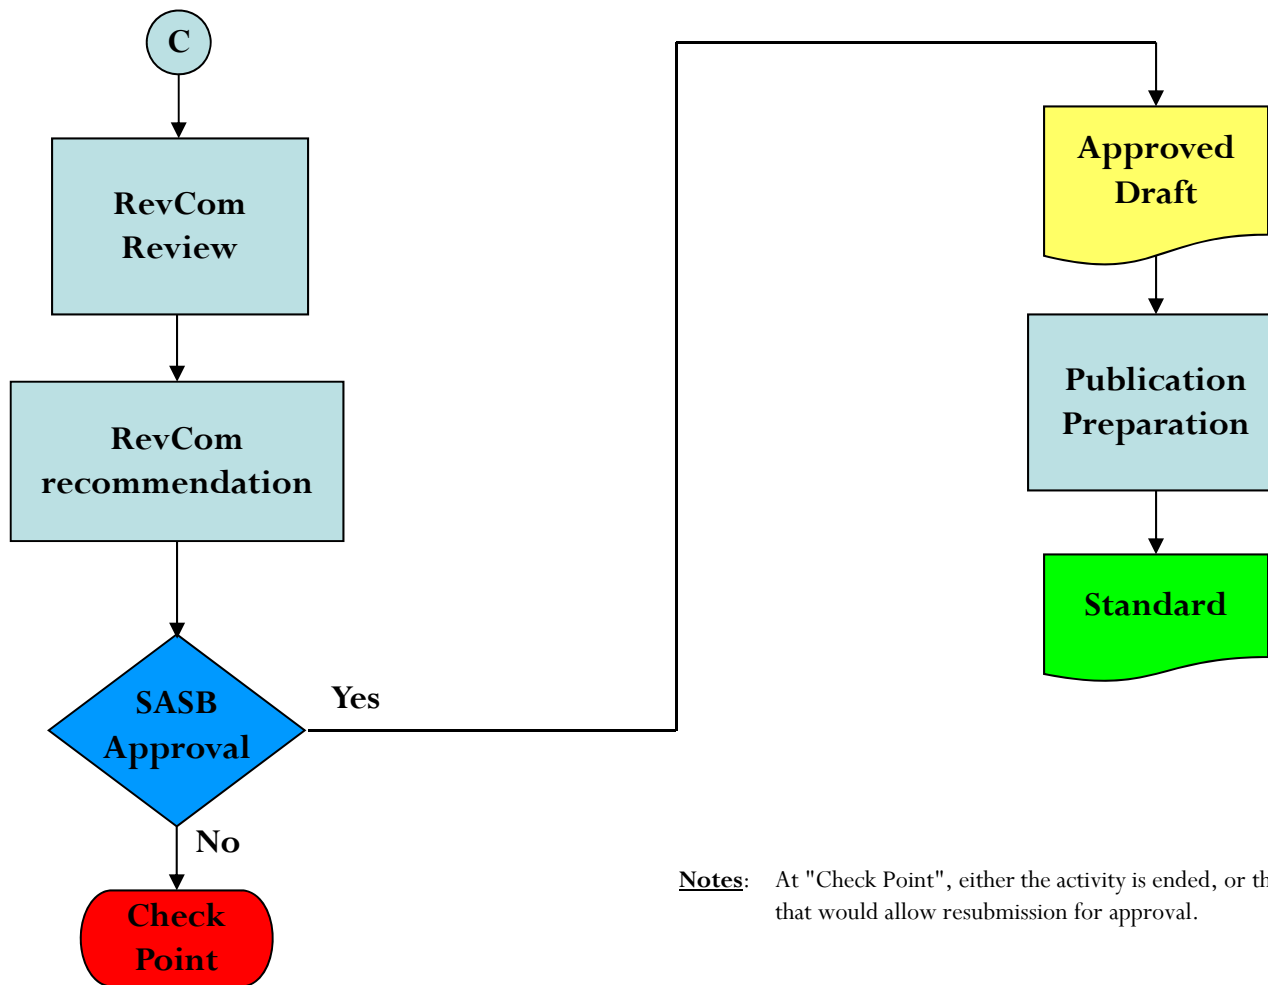 C
RevCom
Review
RevCom
recommendation
SASB
Approval
Yes
No
Check
Point
Approved
Draft
Publication
Preparation
Standard
Notes: At "Check Point", either the activity is ended, or
that would allow resubmission for approval.